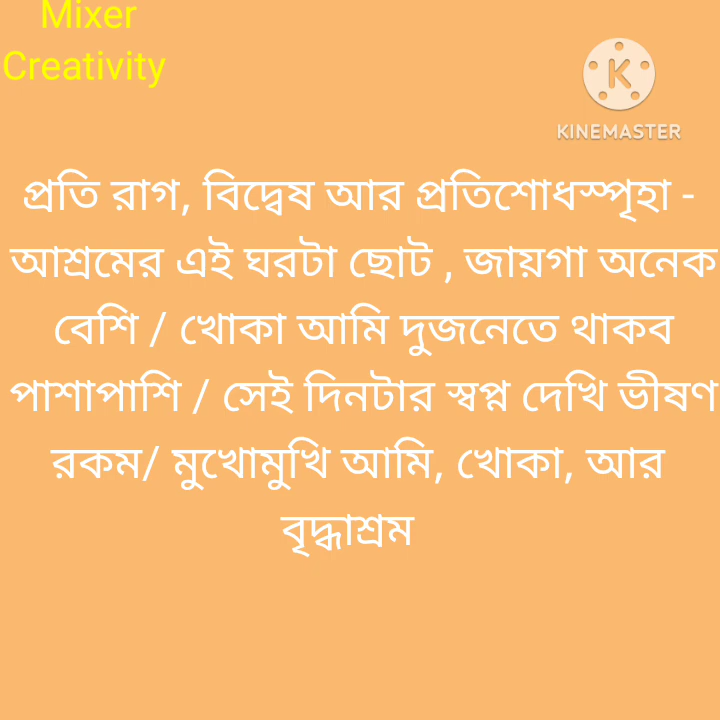 Mixer
Creativity
KINEMASTER
প্রতি রাগ, বিদ্বেষ আর প্রতিশোধস্পৃহা -
আশ্রমের এই ঘরটা ছোট , জায়গা অনেক
বেশি / খোকা আমি দুজনেতে থাকব
পাশাপাশি / সেই দিনটার স্বপ্ন দেখি ভীষণ
রকম/ মুখোমুখি আমি, খোকা, আর
বৃদ্ধাশ্রম